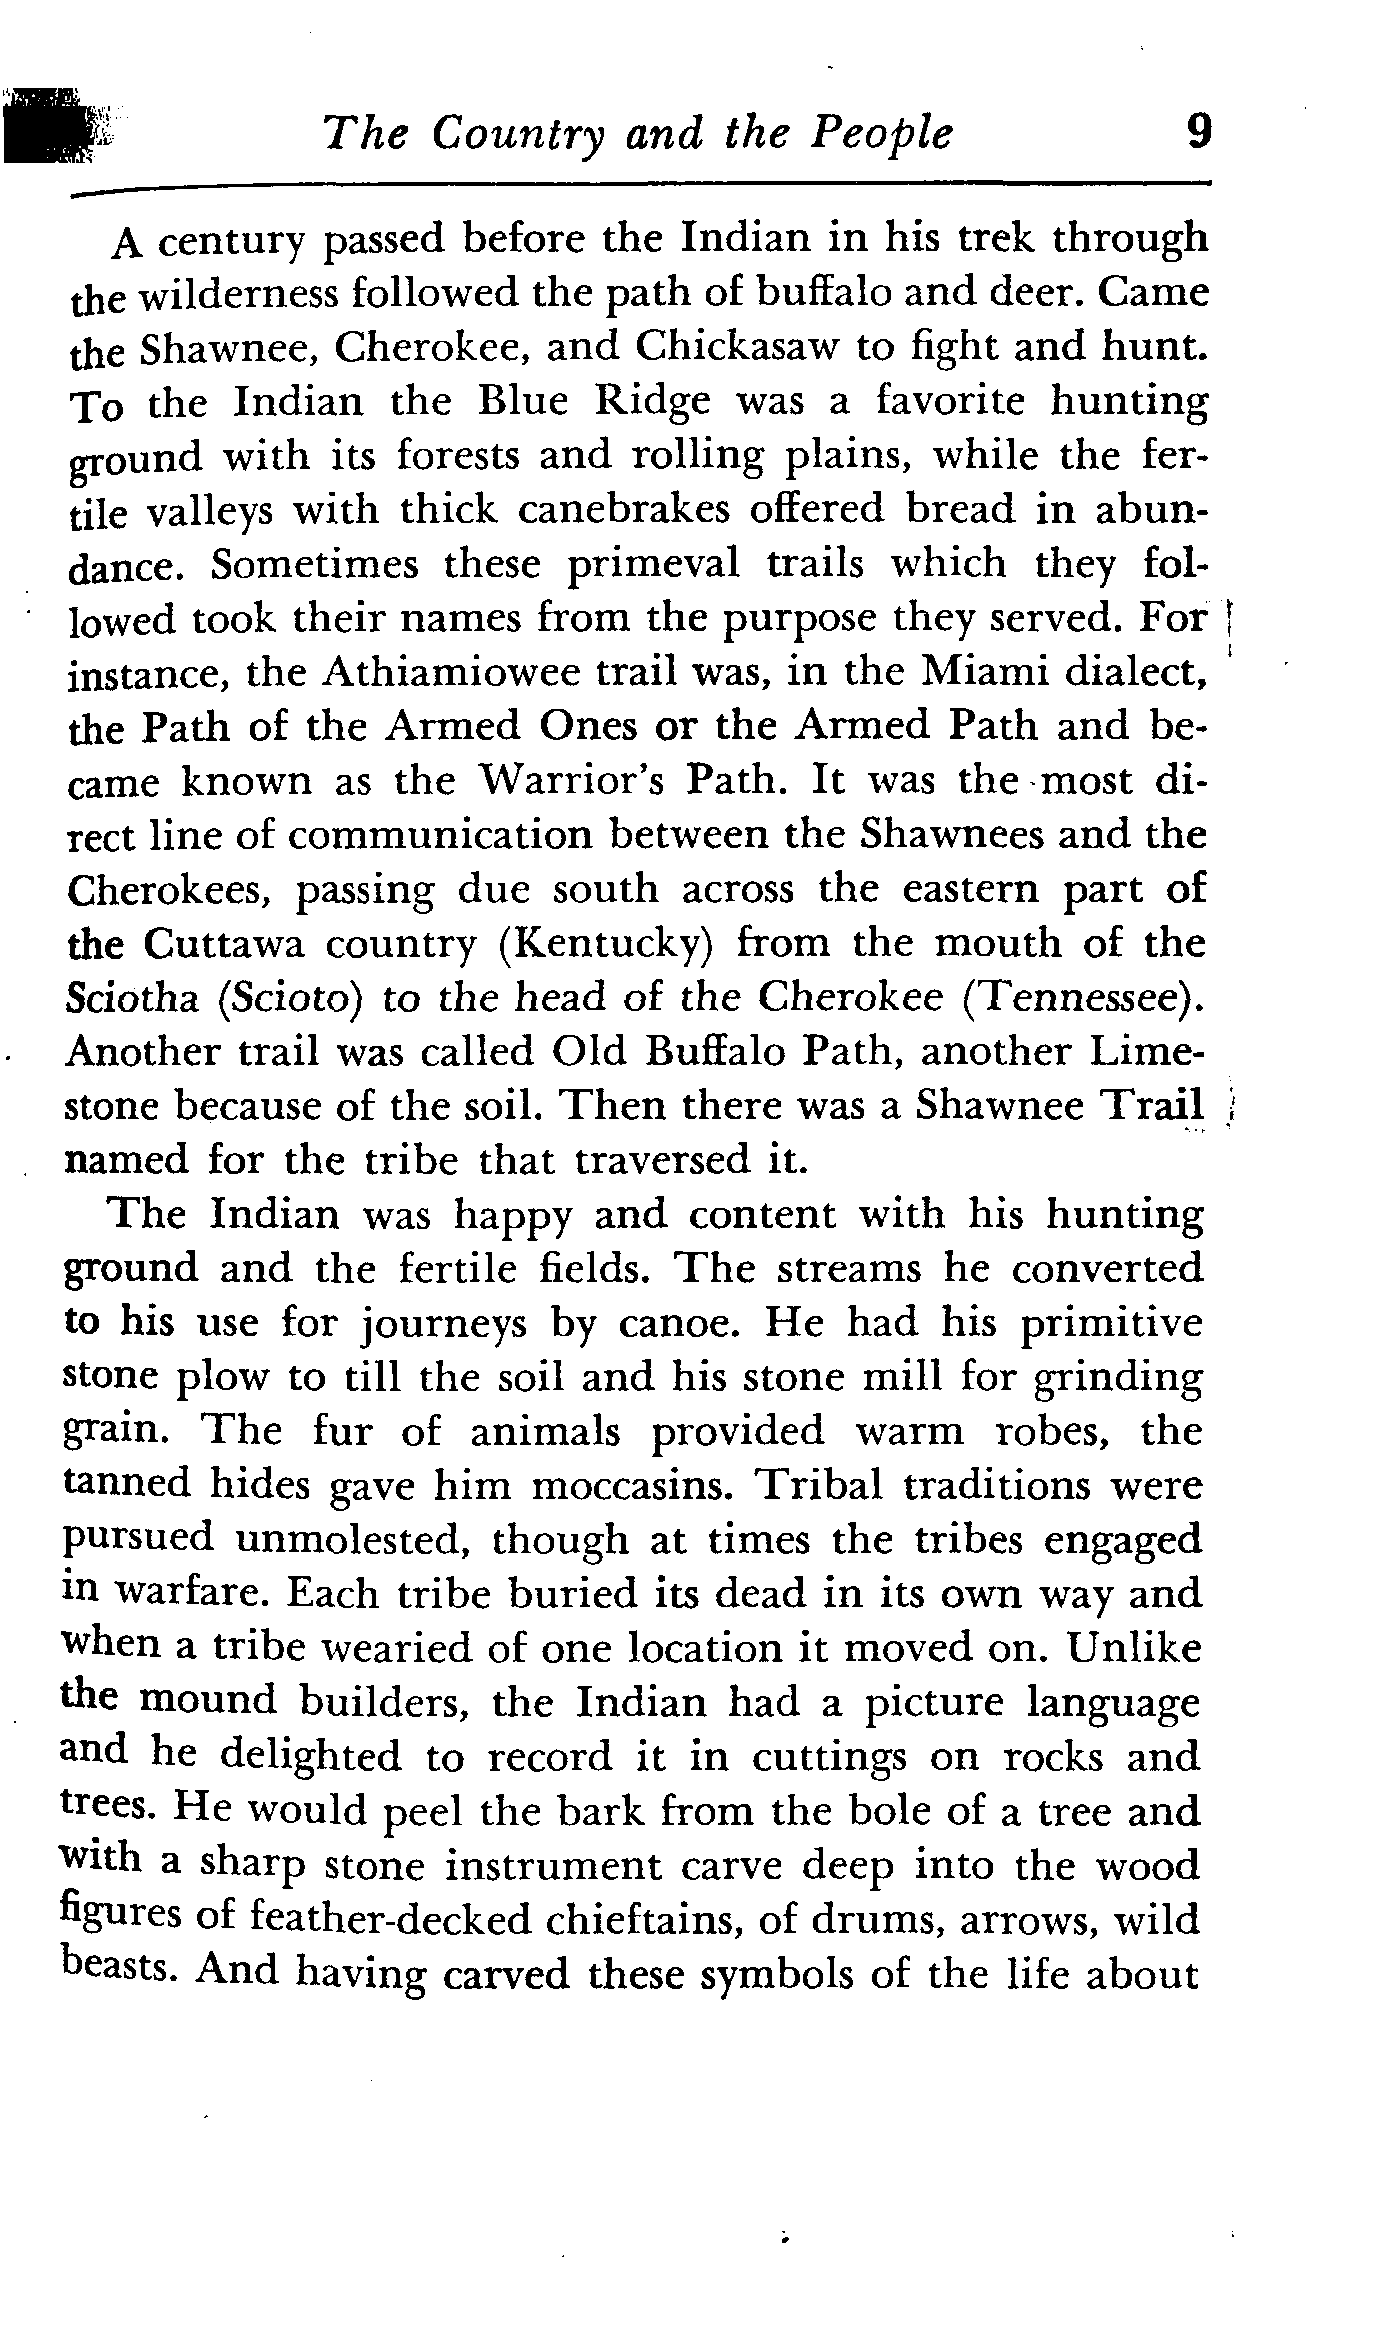 The Country and the People 9
A century passed before the Indian in his trek through
the wilderness followed the path of buffalo and deer. Came
the Shawnee, Cherokee, and Chickasaw to fight and hunt.
To the Indian the Blue Ridge was a favorite hunting
ground with its forests and rolling plains, while the fer-
tile valleys with thick canebrakes offered bread in abun-
dance. Sometimes these primeval trails which they fol-
lowed took their names from the purpose they served. For
instance, the Athiamiowee trail was, in the Miami dialect,
the Path of the Armed Ones or the Armed Path and be-
came known as the Warrior's Path. It was the most di-
rect line of communication between the Shawnees and the
Cherokees, passing due south across the eastern part of
the Cuttawa country (Kentucky) from the mouth of the
Sciotha (Scioto) to the head of the Cherokee (Tennessee).
Another trail was called Old Buffalo Path, another Lime-
stone because of the soil. Then there was a Shawnee Trail
named for the tribe that traversed it.
The Indian was happy and content with his hunting
ground and the fertile fields. The streams he converted
to his use for journeys by canoe. He had his primitive
stone plow to till the soil and his stone mill for grinding
grain. The fur of animals provided warm robes, the
tanned hides gave him moccasins. Tribal traditions were
pursued unmolested, though at times the tribes engaged
in warfare. Each tribe buried its dead in its own way and
when a tribe wearied of one location it moved on. Unlike
the mound builders, the Indian had a picture language
and he delighted to record it in cuttings on rocks and
trees. He would peel the bark from the bole of a tree and
with a sharp stone instrument carve deep into the wood
figures of feather-decked chieftains, of drums, arrows, wild
beasts. And having carved these symbols of the life about